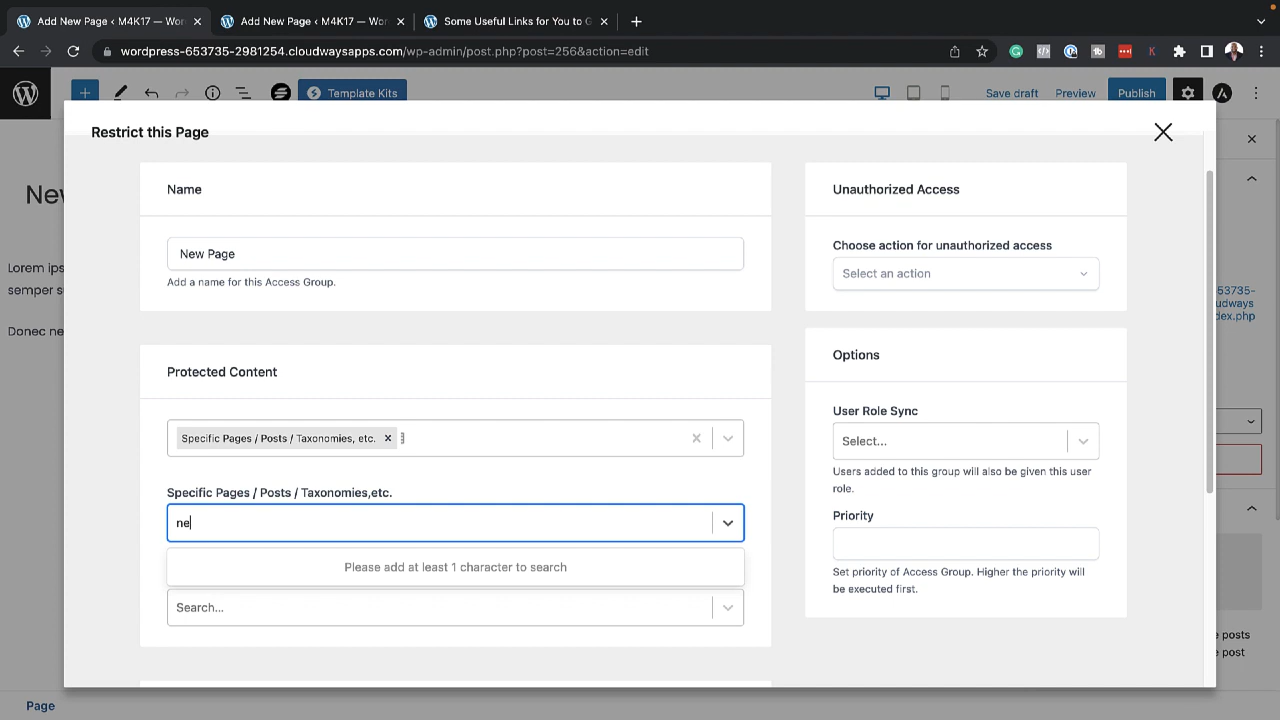 Add New Page ‹ M4K17 — Wor
Add New Page ‹ M4K17 — Wor
Some Useful Links for You to G
wordpress-653735-2981254.cloudwaysapps.com/wp-admin/post.php?post=256&action=edit
Template Kits
Save draft
Preview
Publish
Restrict this Page
New
Lorem ips
semper su
Donec ne
Name
New Page
Add a name for this Access Group.
Protected Content
Specific Pages / Posts / Taxonomies, etc.
Specific Pages / Posts / Taxonomies,etc.
ne
Please add at least 1 character to search
Search...
Unauthorized Access
Choose action for unauthorized access
Select an action
Options
User Role Sync
Select...
Users added to this group will also be given this user
role.
Priority
Set priority of Access Group. Higher the priority will
be executed first.
53735-
udways
dex.php
e posts
e post
Page